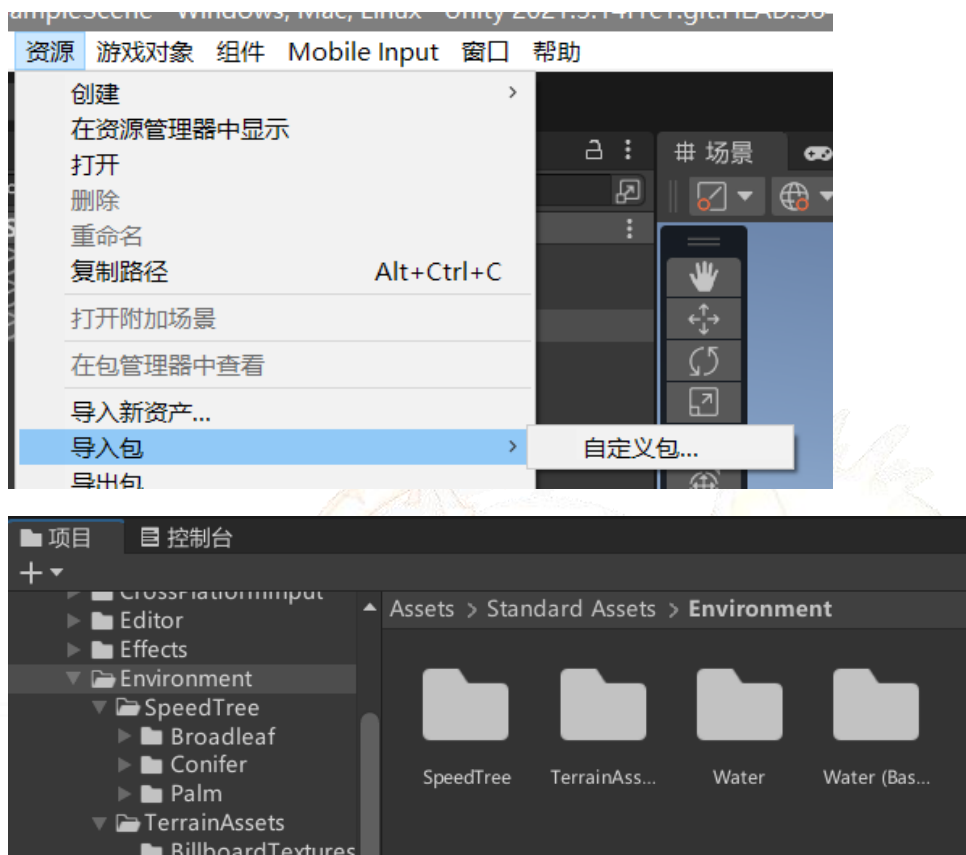 资源 游戏对象 组件 Mobile Input 窗口 帮助
创建
在资源管理器中显示
打开
删除
重命名
复制路径 Alt+Ctrl+C
打开附加场景
在包管理器中查看
导入新资产...
导入包
自定义包...
导出包
井 场景
项目 控制台
CrossPlatformInput
Editor
Effects
Environment
SpeedTree
Broadleaf
Conifer
Palm
TerrainAssets
BillboardTextures
Assets > Standard Assets > Environment
SpeedTree TerrainAss... Water Water (Bas...